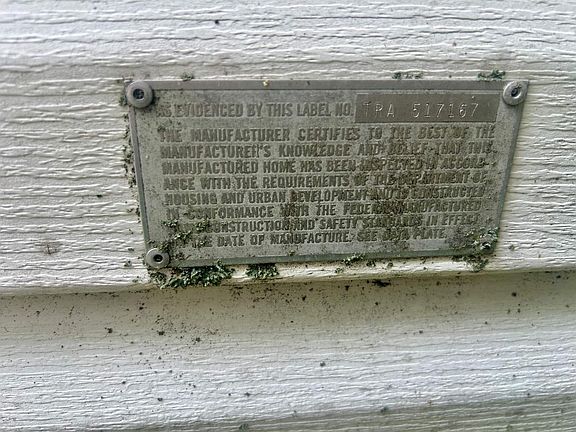 AS EVIDENCED BY THIS LABEL NO. TRA 517167
THE MANUFACTURER CERTIFIES TO THE BEST OF THE
MANUFACTURER'S KNOWLEDGE AND BELIEF THAT THIS
MANUFACTURED HOME HAS BEEN INSPECTED IN ACCORD-
ANCE WITH THE REQUIREMENTS OF THE DEPARTMENT OF
HOUSING AND URBAN DEVELOPMENT AND IS CONSTRUCTED
IN CONFORMANCE WITH THE FEDERAL MANUFACTURED
CONSTRUCTION AND SAFETY STANDARDS IN EFFECT
THE DATE OF MANUFACTURE. SEE DATA PLATE.